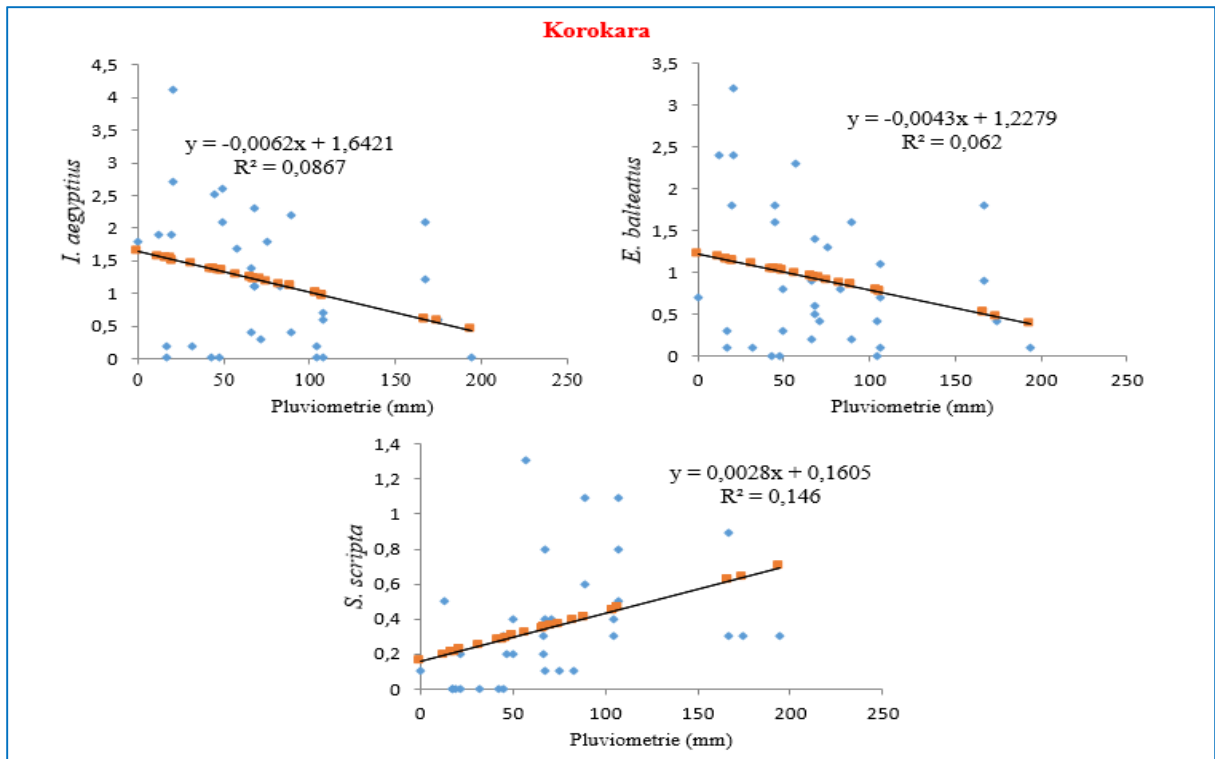 Korokara
4,5
4
3,5
3
2,5
2
1,5
1
0,5
0
I. aegyptius
y = -0,0062x + 1,6421
R² = 0,0867
0 50 100 150 200 250
Pluviometrie (mm)
3,5
3
2,5
2
1,5
1
0,5
0
E. balteatus
y = -0,0043x + 1,2279
R² = 0,062
0 50 100 150 200 250
Pluviometrie (mm)
1,4
1,2
1
0,8
0,6
0,4
0,2
0
S. scripta
y = 0,0028x + 0,1605
R² = 0,146
0 50 100 150 200 250
Pluviometrie (mm)